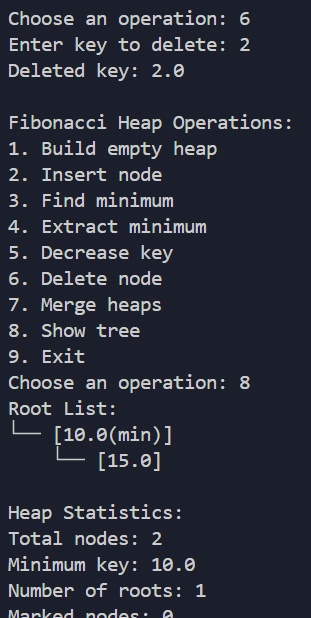 Choose an operation: 6
Enter key to delete: 2
Deleted key: 2.0
Fibonacci Heap Operations:
1. Build empty heap
2. Insert node
3. Find minimum
4. Extract minimum
5. Decrease key
6. Delete node
7. Merge heaps
8. Show tree
9. Exit
Choose an operation: 8
Root List:
└── [10.0(min)]
    └── [15.0]
Heap Statistics:
Total nodes: 2
Minimum key: 10.0
Number of roots: 1
Marked nodes: 0